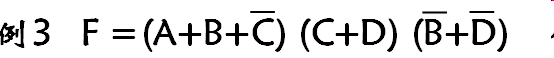 例3 F =(A+B+C̅) (C+D) (B̅+D̅)